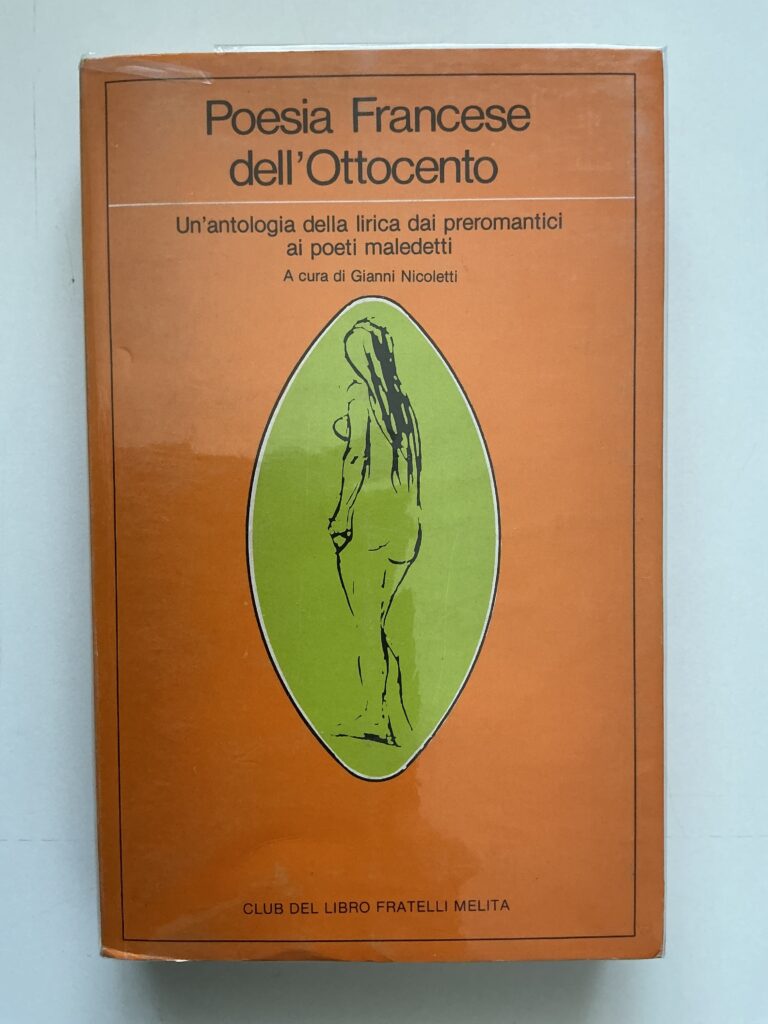 Poesia Francese
dell'Ottocento
Un'antologia della lirica dai preromantici
ai poeti maledetti
A cura di Gianni Nicoletti
CLUB DEL LIBRO FRATELLI MELITA